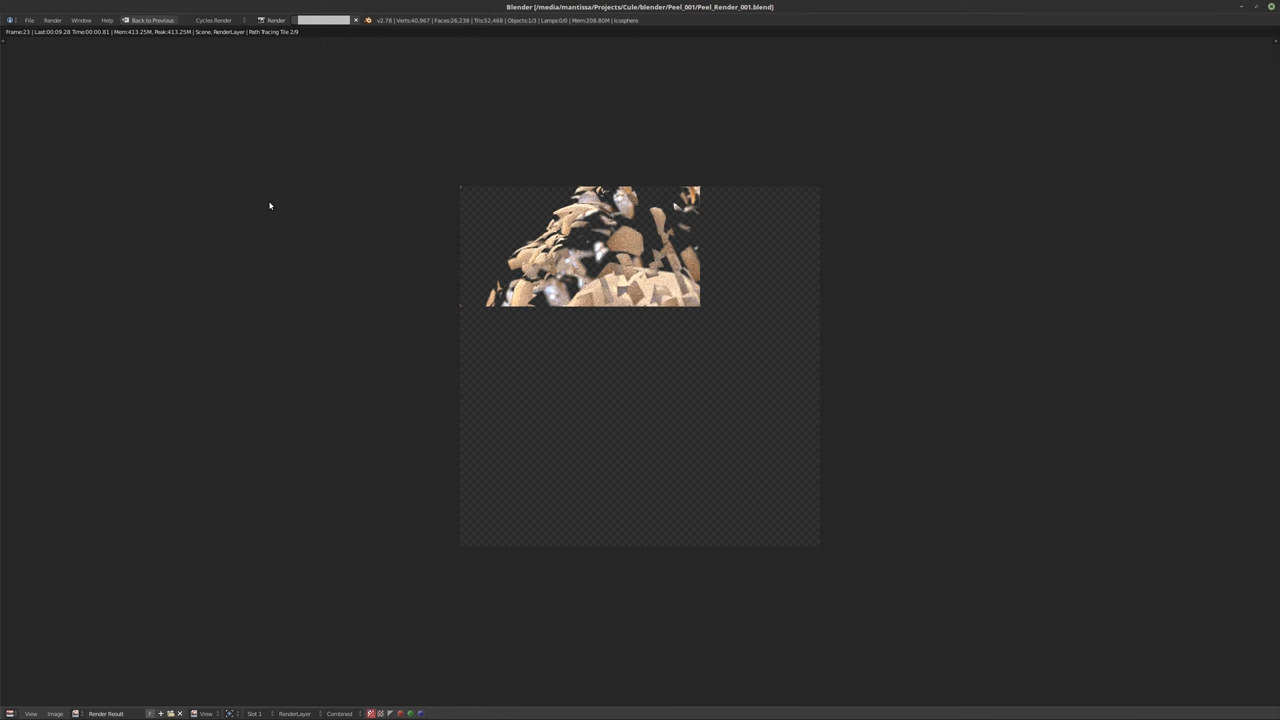 Blender [/media/mantissa/Projects/Cule/blender/Peel_001/Peel_Render_001.blend]
File Render Window Help Back to Previous Cycles Render Render v2.78 | Verts:40,967 | Faces:26,238 | Tris:52,468 | Objects:1/3 | Lamps:0/0 | Mem:208.80M | Icosphere
Frame:23 | Last:00:09.28 Time:00:00.81 | Mem:413.25M, Peak:413.25M | Scene, RenderLayer | Path Tracing Tile 2/9
View Image Render Result F View Slot 1 RenderLayer Combined